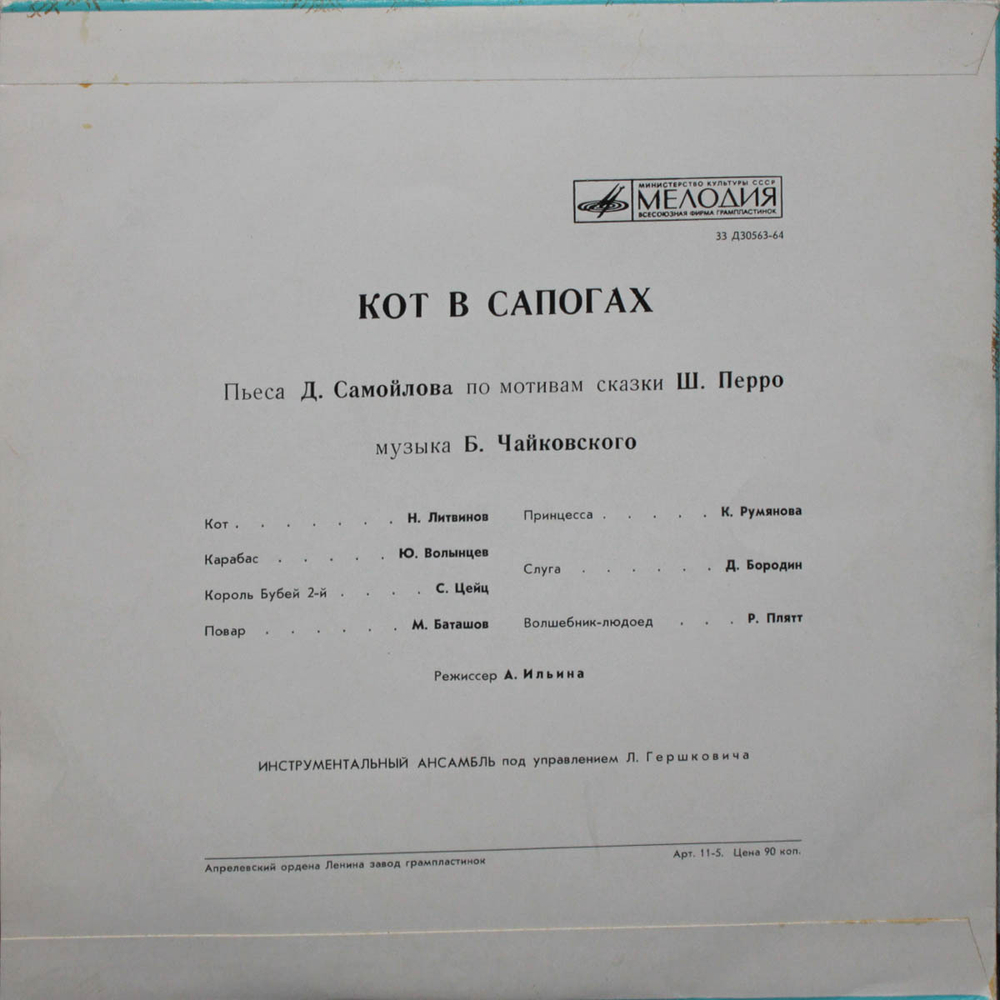 МИНИСТЕРСТВО КУЛЬТУРЫ СССР
МЕЛОДИЯ
ВСЕСОЮЗНАЯ ФИРМА ГРАМПЛАСТИНОК
33 Д30563-64
КОТ В САПОГАХ
Пьеса Д. Самойлова по мотивам сказки Ш. Перро
музыка Б. Чайковского
Кот . . . . . . . Н. Литвинов
Карабас . . . . . Ю. Волынцев
Король Бубей 2-й . . . . С. Цейц
Повар . . . . . . М. Баташов
Принцесса . . . . . К. Румянова
Слуга . . . . . . Д. Бородин
Волшебник-людоед . . . Р. Плятт
Режиссер А. Ильина
ИНСТРУМЕНТАЛЬНЫЙ АНСАМБЛЬ под управлением Л. Гершковича
Апрелевский ордена Ленина завод грампластинок
Арт. 11-5. Цена 90 коп.